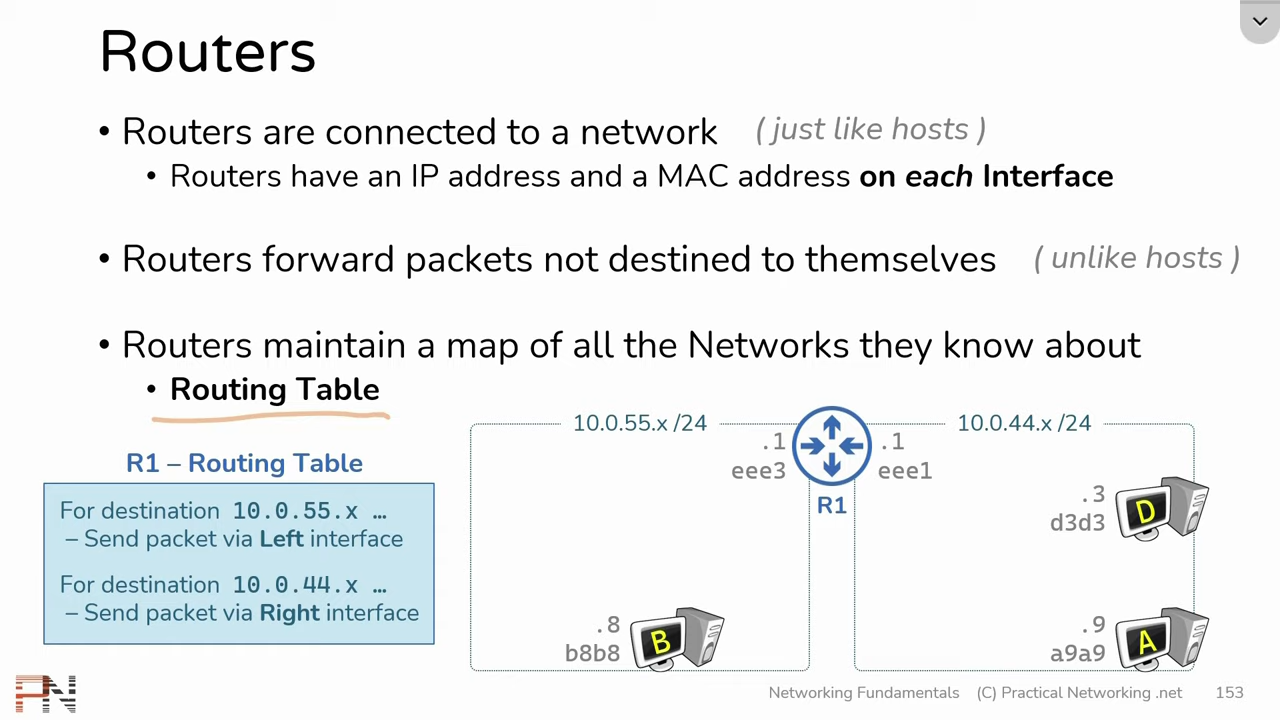 Routers
• Routers are connected to a network ( just like hosts )
• Routers have an IP address and a MAC address on each Interface
• Routers forward packets not destined to themselves ( unlike hosts )
• Routers maintain a map of all the Networks they know about
• Routing Table
R1 – Routing Table
For destination 10.0.55.x …
– Send packet via Left interface
For destination 10.0.44.x …
– Send packet via Right interface
10.0.55.x /24
10.0.44.x /24
.1
eee3
.1
eee1
R1
.3
d3d3
D
.8
b8b8
B
.9
a9a9
A
PN
Networking Fundamentals (C) Practical Networking .net 153